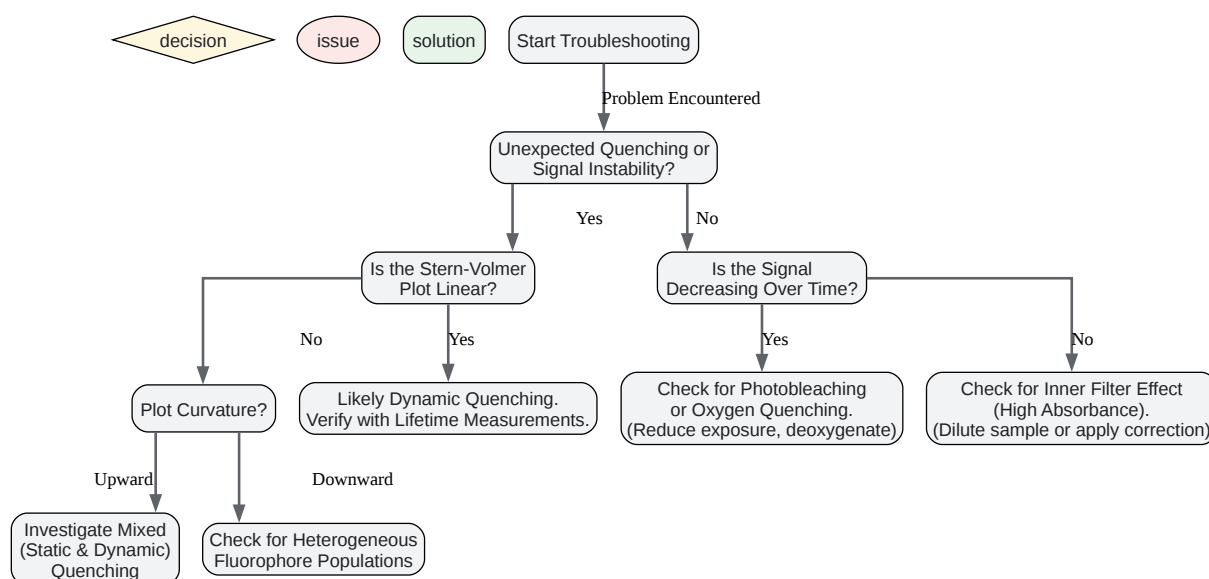 decision
issue
solution
Start Troubleshooting
Problem Encountered
Unexpected Quenching or
Signal Instability?
Yes
No
Is the Stern-Volmer
Plot Linear?
Is the Signal
Decreasing Over Time?
No
Yes
Yes
No
Plot Curvature?
Likely Dynamic Quenching.
Verify with Lifetime Measurements.
Check for Photobleaching
or Oxygen Quenching.
(Reduce exposure, deoxygenate)
Check for Inner Filter Effect
(High Absorbance).
(Dilute sample or apply correction)
Upward
Downward
Investigate Mixed
(Static & Dynamic)
Quenching
Check for Heterogeneous
Fluorophore Populations